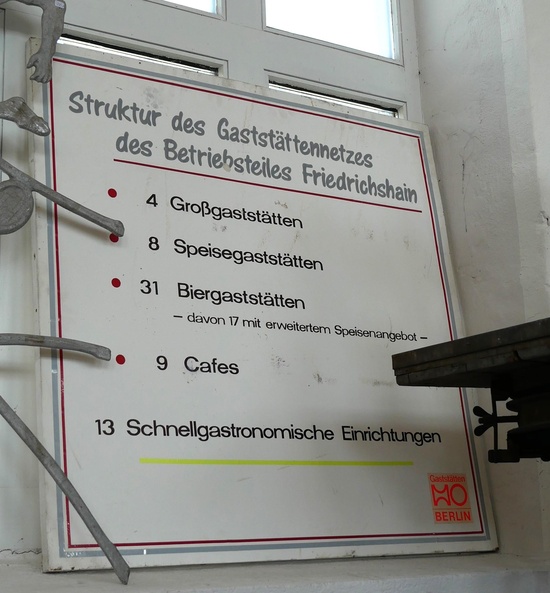 Struktur des Gaststättennetzes
des Betriebsteiles Friedrichshain
4 Großgaststätten
8 Speisegaststätten
31 Biergaststätten
– davon 17 mit erweitertem Speisenangebot –
9 Cafes
13 Schnellgastronomische Einrichtungen
Gaststätten
HO
BERLIN